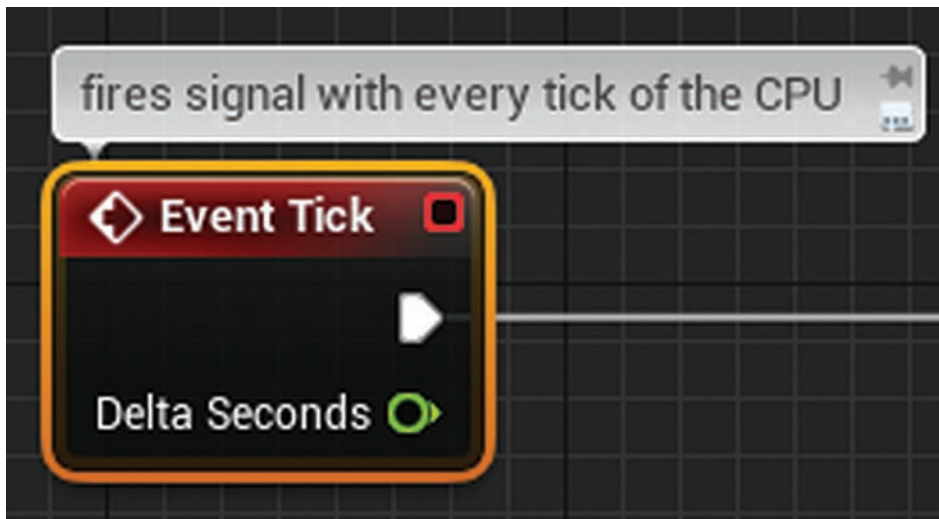 fires signal with every tick of the CPU
Event Tick
Delta Seconds